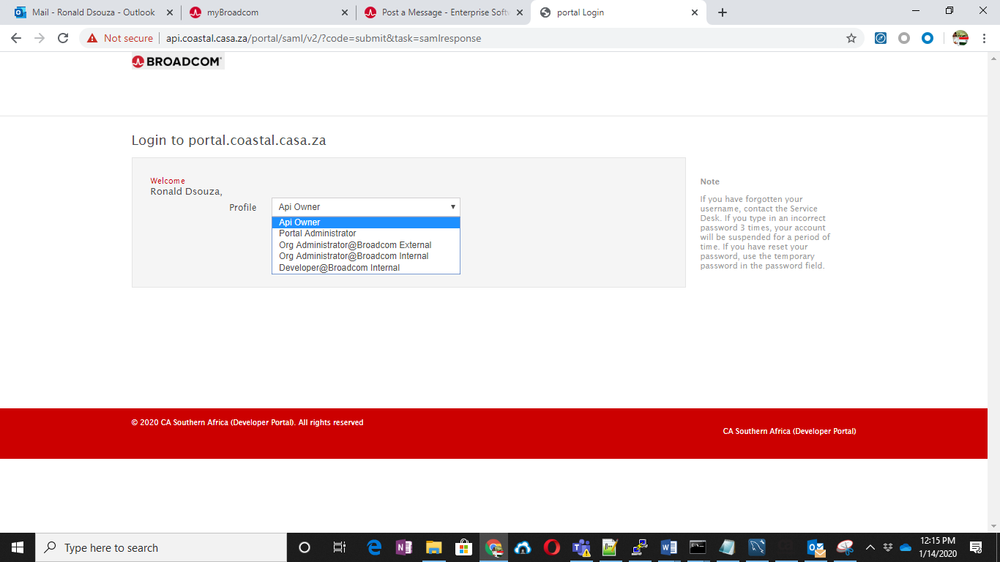 Mail - Ronald Dsouza - Outlook
myBroadcom
Post a Message - Enterprise Softw
portal Login
Not secure
api.coastal.casa.za/portal/saml/v2/?code=submit&task=samlresponse
BROADCOM
Login to portal.coastal.casa.za
Welcome
Ronald Dsouza,
Profile
Api Owner
Api Owner
Portal Administrator
Org Administrator@Broadcom External
Org Administrator@Broadcom Internal
Developer@Broadcom Internal
Note
If you have forgotten your
username, contact the Service
Desk. If you type in an incorrect
password 3 times, your account
will be suspended for a period of
time. If you have reset your
password, use the temporary
password in the password field.
© 2020 CA Southern Africa (Developer Portal). All rights reserved
CA Southern Africa (Developer Portal)
Type here to search
12:15 PM
1/14/2020